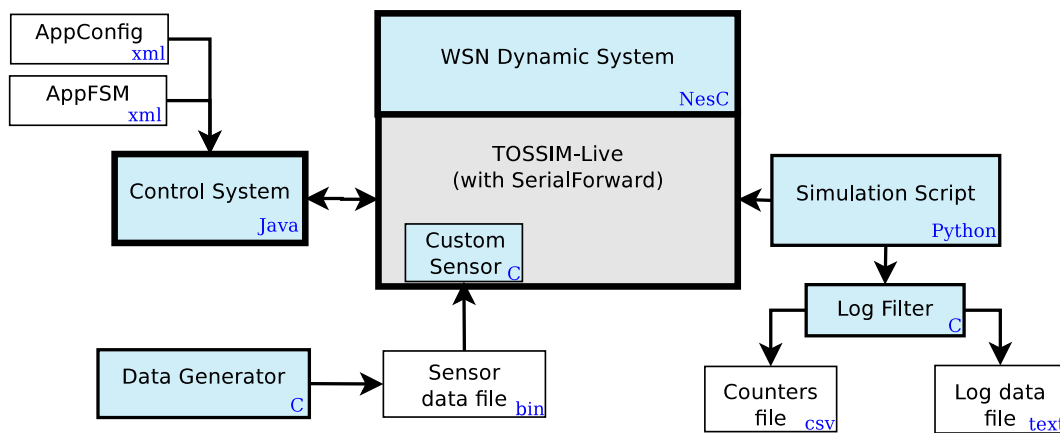 AppConfig
xml
AppFSM
xml
WSN Dynamic System
NesC
TOSSIM-Live
(with SerialForward)
Control System
Java
Simulation Script
Python
Custom
Sensor
C
Log Filter
C
Data Generator
C
Sensor
data file
bin
Counters
file
csv
Log data
file
text